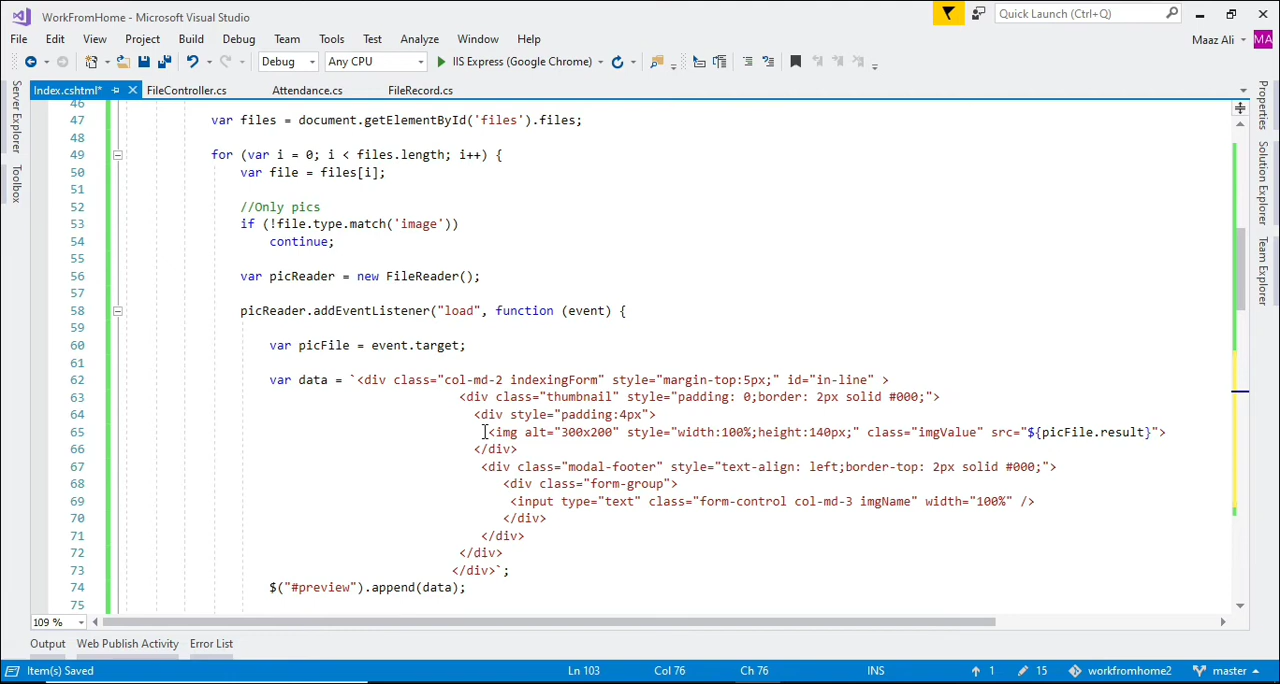 WorkFromHome - Microsoft Visual Studio
Quick Launch (Ctrl+Q)
File Edit View Project Build Debug Team Tools Test Analyze Window Help
Maaz Ali MA
Debug Any CPU IIS Express (Google Chrome)
Index.cshtml* FileController.cs Attendance.cs FileRecord.cs
Server Explorer
Toolbox
Properties
Solution Explorer
Team Explorer
46
47 var files = document.getElementById('files').files;
48
49 for (var i = 0; i < files.length; i++) {
50 var file = files[i];
51
52 //Only pics
53 if (!file.type.match('image'))
54 continue;
55
56 var picReader = new FileReader();
57
58 picReader.addEventListener("load", function (event) {
59
60 var picFile = event.target;
61
62 var data = `<div class="col-md-2 indexingForm" style="margin-top:5px;" id="in-line" >
63 <div class="thumbnail" style="padding: 0;border: 2px solid #000;">
64 <div style="padding:4px">
65 <img alt="300x200" style="width:100%;height:140px;" class="imgValue" src="${picFile.result}">
66 </div>
67 <div class="modal-footer" style="text-align: left;border-top: 2px solid #000;">
68 <div class="form-group">
69 <input type="text" class="form-control col-md-3 imgName" width="100%" />
70 </div>
71 </div>
72 </div>
73 </div>`;
74 $("#preview").append(data);
75
109 %
Output Web Publish Activity Error List
Item(s) Saved Ln 103 Col 76 Ch 76 INS 1 15 workfromhome2 master